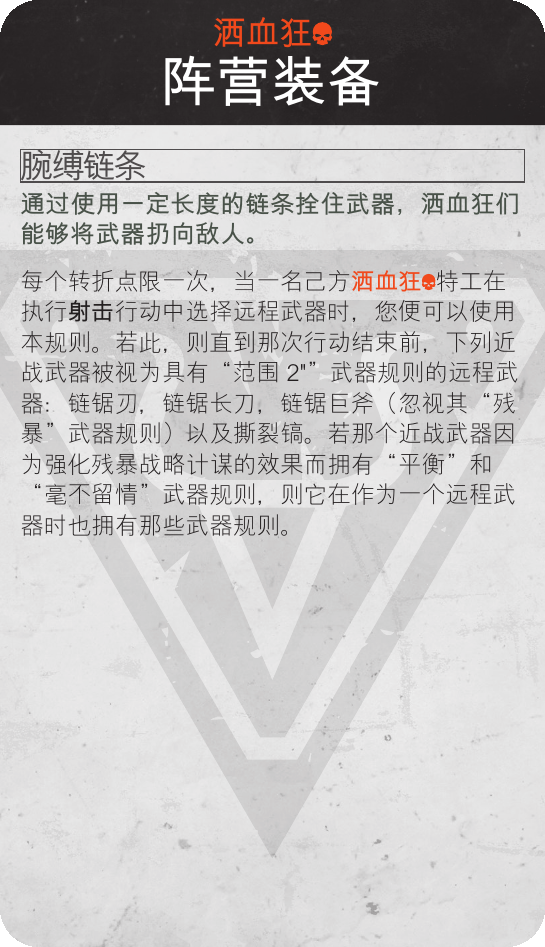 洒血狂
阵营装备
腕缚链条
通过使用一定长度的链条拴住武器，洒血狂们
能够将武器扔向敌人。
每个转折点限一次，当一名己方洒血狂特工在
执行射击行动中选择远程武器时，您便可以使用
本规则。若此，则直到那次行动结束前，下列近
战武器被视为具有“范围 2"”武器规则的远程武
器：链锯刃，链锯长刀，链锯巨斧（忽视其“残
暴”武器规则）以及撕裂镐。若那个近战武器因
为强化残暴战略计谋的效果而拥有“平衡”和
“毫不留情”武器规则，则它在作为一个远程武
器时也拥有那些武器规则。